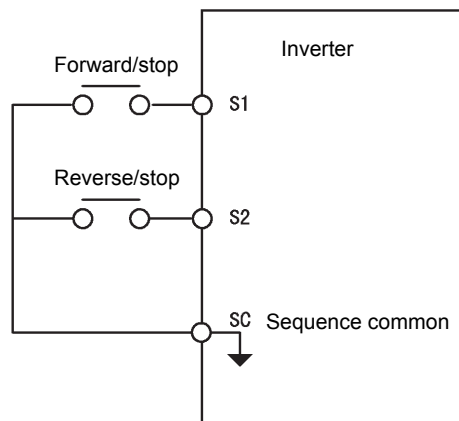 Inverter
Forward/stop
S1
Reverse/stop
S2
SC Sequence common